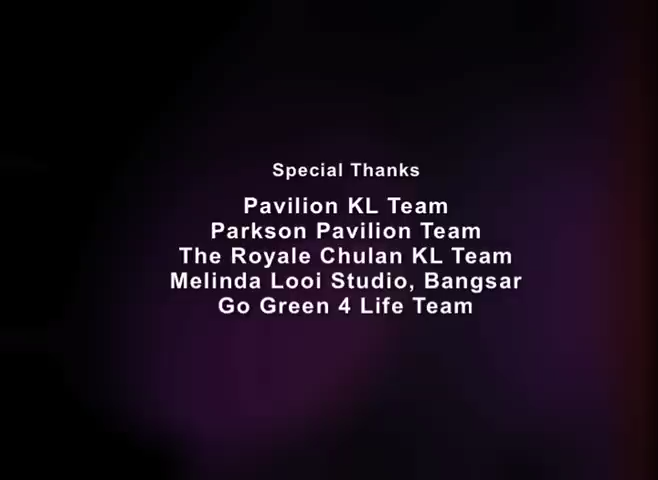 Special Thanks
Pavilion KL Team
Parkson Pavilion Team
The Royale Chulan KL Team
Melinda Looi Studio, Bangsar
Go Green 4 Life Team